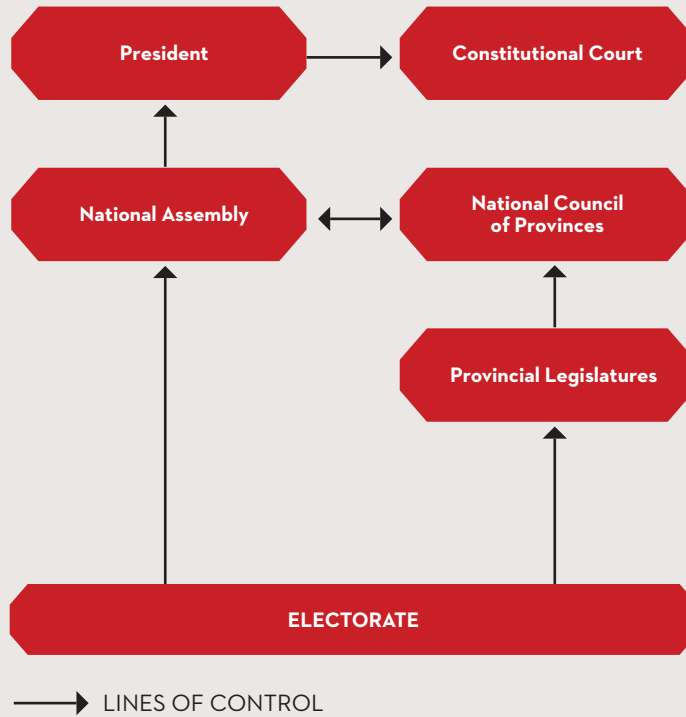 President
Constitutional Court
National Assembly
National Council
of Provinces
Provincial Legislatures
ELECTORATE
LINES OF CONTROL